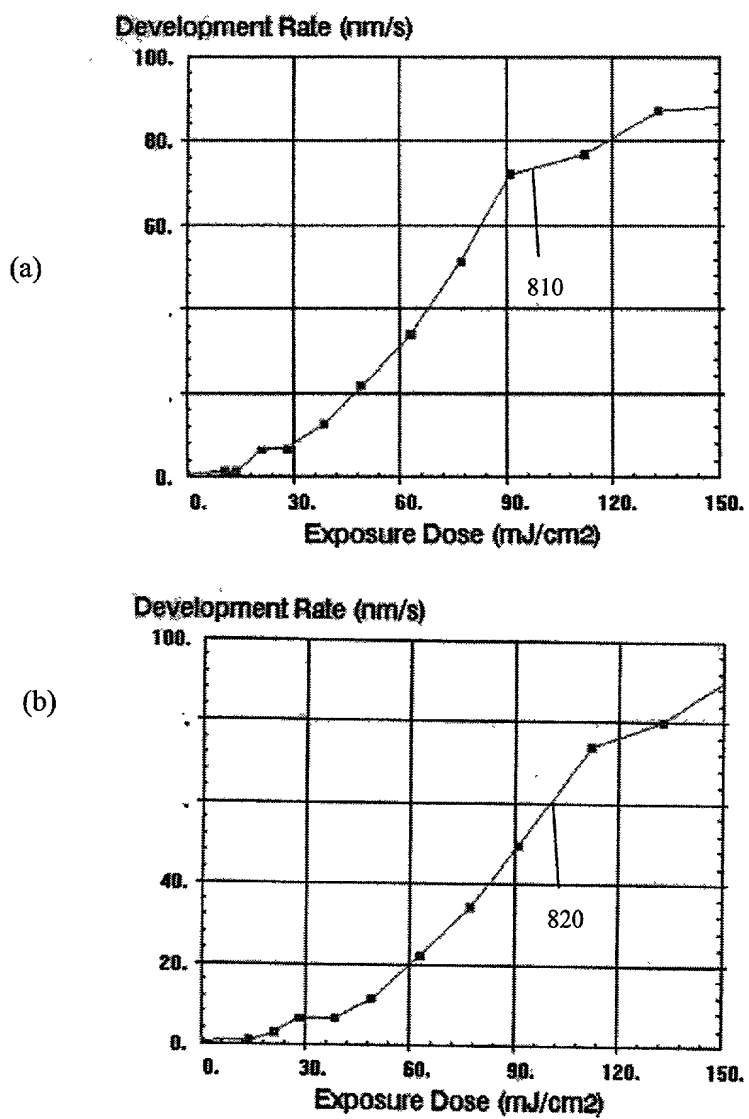 Development Rate (nm/s)
100.
80.
60.
(a)
810
0.
0. 30. 60. 90. 120. 150.
Exposure Dose (mJ/cm2)
Development Rate (nm/s)
100.
(b)
40.
820
20.
0.
0. 30. 60. 90. 120. 150.
Exposure Dose (mJ/cm2)